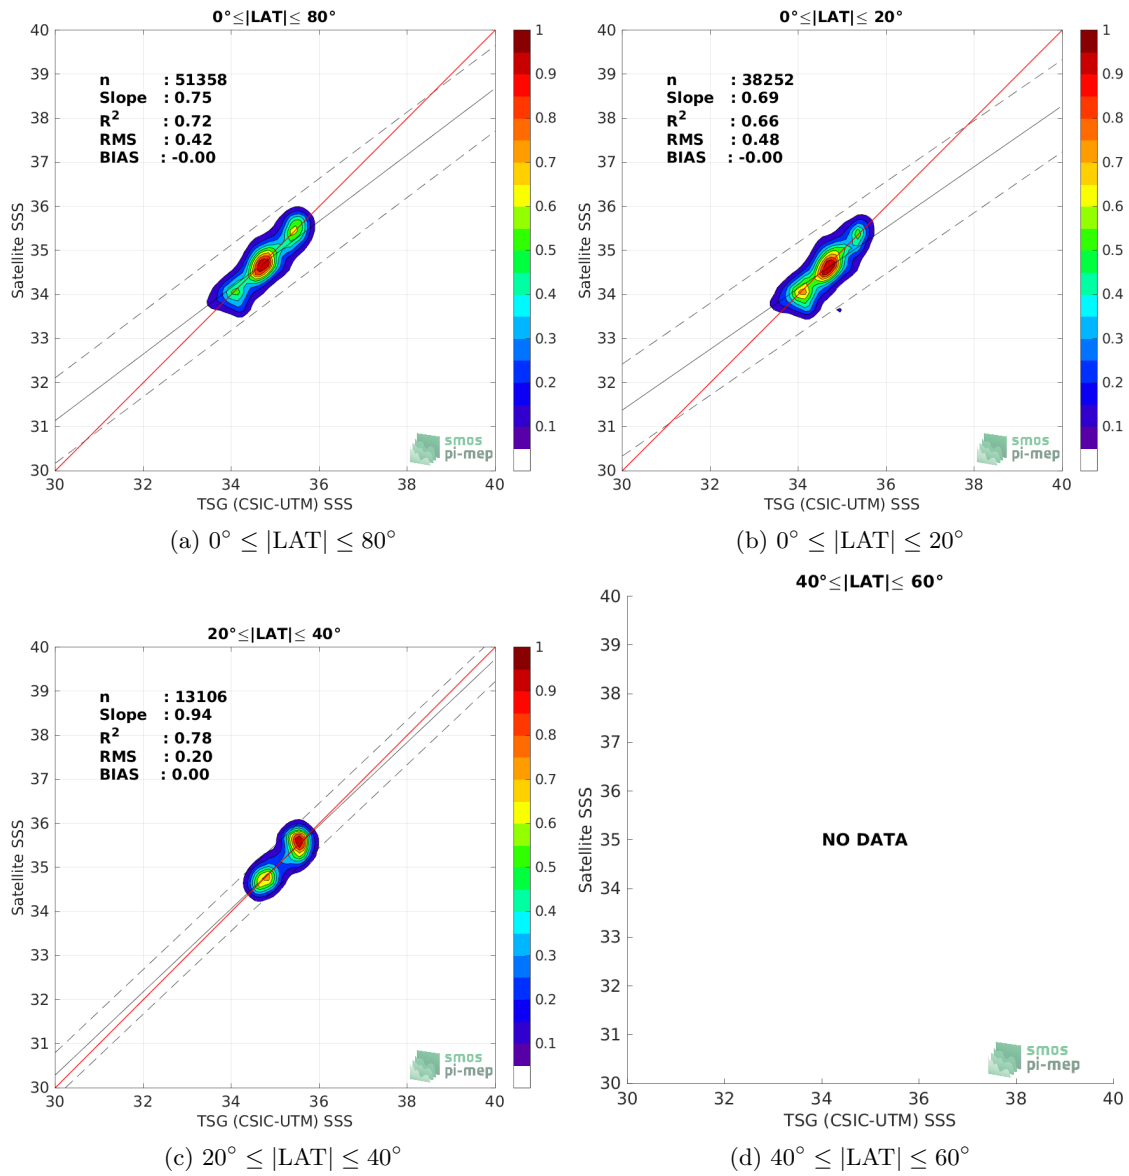 0°≤|LAT|≤ 80°
40
39
38
37
36
35
34
33
32
31
30
Satellite SSS
n : 51358
Slope : 0.75
R² : 0.72
RMS : 0.42
BIAS : -0.00
smos
pi-mep
30 32 34 36 38 40
TSG (CSIC-UTM) SSS
1
0.9
0.8
0.7
0.6
0.5
0.4
0.3
0.2
0.1
(a) 0° ≤ |LAT| ≤ 80°
0°≤|LAT|≤ 20°
40
39
38
37
36
35
34
33
32
31
30
Satellite SSS
n : 38252
Slope : 0.69
R² : 0.66
RMS : 0.48
BIAS : -0.00
smos
pi-mep
30 32 34 36 38 40
TSG (CSIC-UTM) SSS
1
0.9
0.8
0.7
0.6
0.5
0.4
0.3
0.2
0.1
(b) 0° ≤ |LAT| ≤ 20°
20°≤|LAT|≤ 40°
40
39
38
37
36
35
34
33
32
31
30
Satellite SSS
n : 13106
Slope : 0.94
R² : 0.78
RMS : 0.20
BIAS : 0.00
smos
pi-mep
30 32 34 36 38 40
TSG (CSIC-UTM) SSS
1
0.9
0.8
0.7
0.6
0.5
0.4
0.3
0.2
0.1
(c) 20° ≤ |LAT| ≤ 40°
40°≤|LAT|≤ 60°
40
39
38
37
36
35
34
33
32
31
30
Satellite SSS
NO DATA
smos
pi-mep
30 32 34 36 38 40
TSG (CSIC-UTM) SSS
(d) 40° ≤ |LAT| ≤ 60°